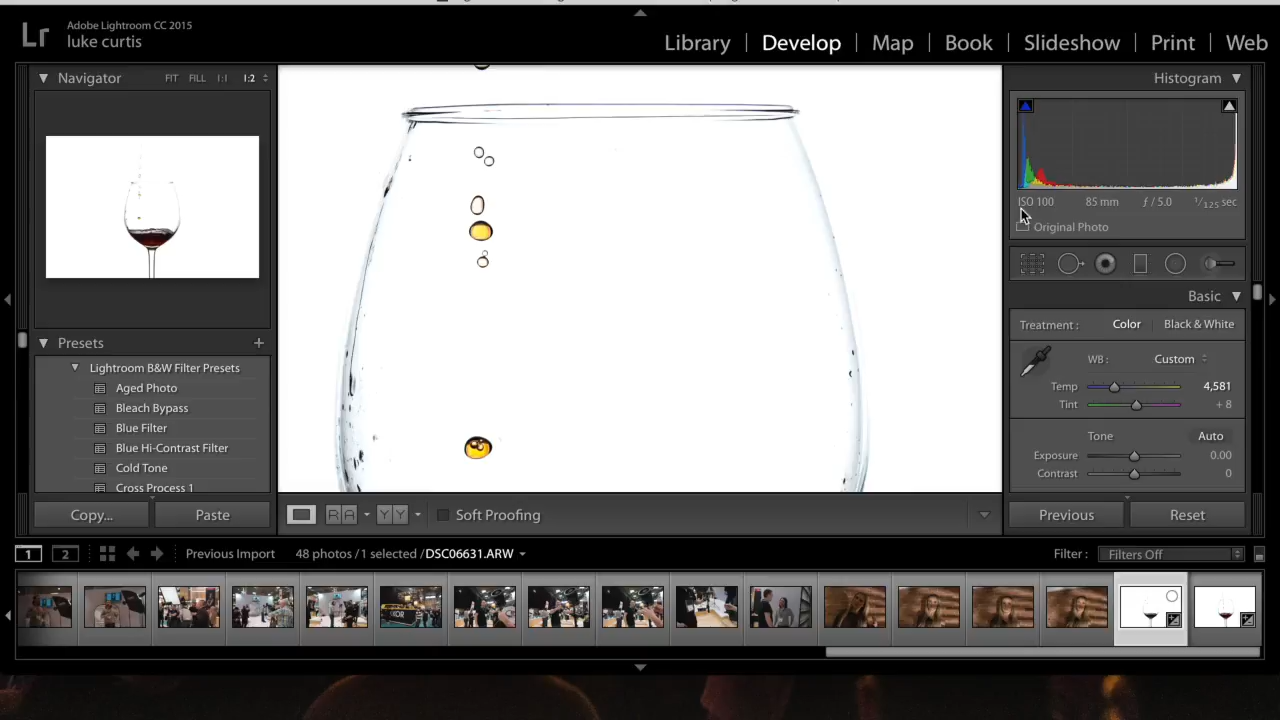 Lr
Adobe Lightroom CC 2015
luke curtis
Library | Develop | Map | Book | Slideshow | Print | Web
Navigator FIT FILL 1:1 1:2
Histogram
ISO 100 85 mm ƒ / 5.0 1/125 sec
Original Photo
Basic
Treatment : Color Black & White
WB : Custom
Temp 4,581
Tint + 8
Tone Auto
Exposure 0.00
Contrast 0
Presets +
Lightroom B&W Filter Presets
Aged Photo
Bleach Bypass
Blue Filter
Blue Hi-Contrast Filter
Cold Tone
Cross Process 1
Copy... Paste
R A Y Y Soft Proofing
Previous Reset
1 2 Previous Import 48 photos / 1 selected / DSC06631.ARW
Filter : Filters Off